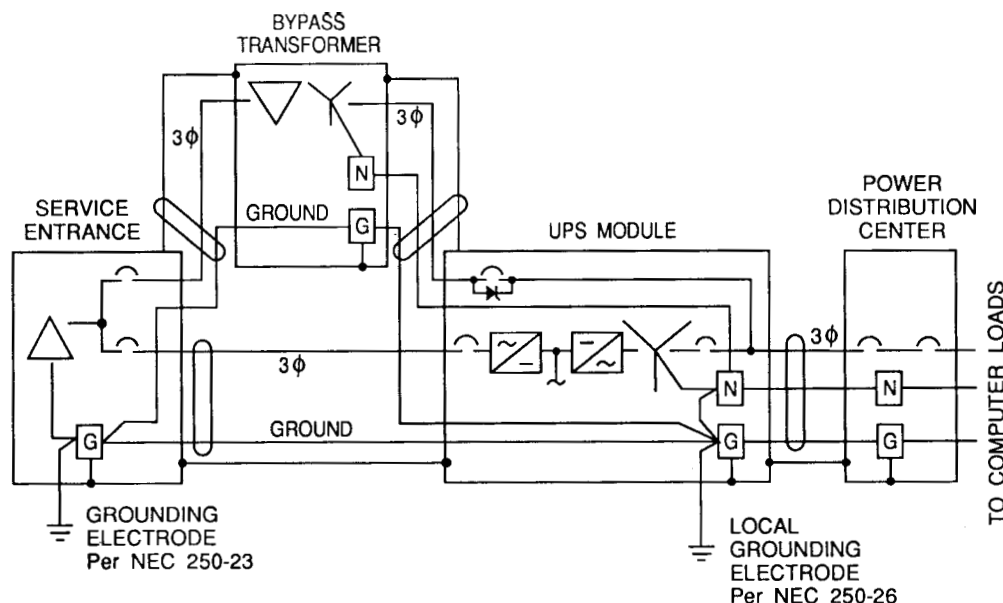 BYPASS
TRANSFORMER
3ϕ
3ϕ
N
GROUND
G
SERVICE
ENTRANCE
UPS MODULE
POWER
DISTRIBUTION
CENTER
3ϕ
3ϕ
N
N
G
GROUND
G
G
TO COMPUTER LOADS
GROUNDING
ELECTRODE
Per NEC 250-23
LOCAL
GROUNDING
ELECTRODE
Per NEC 250-26